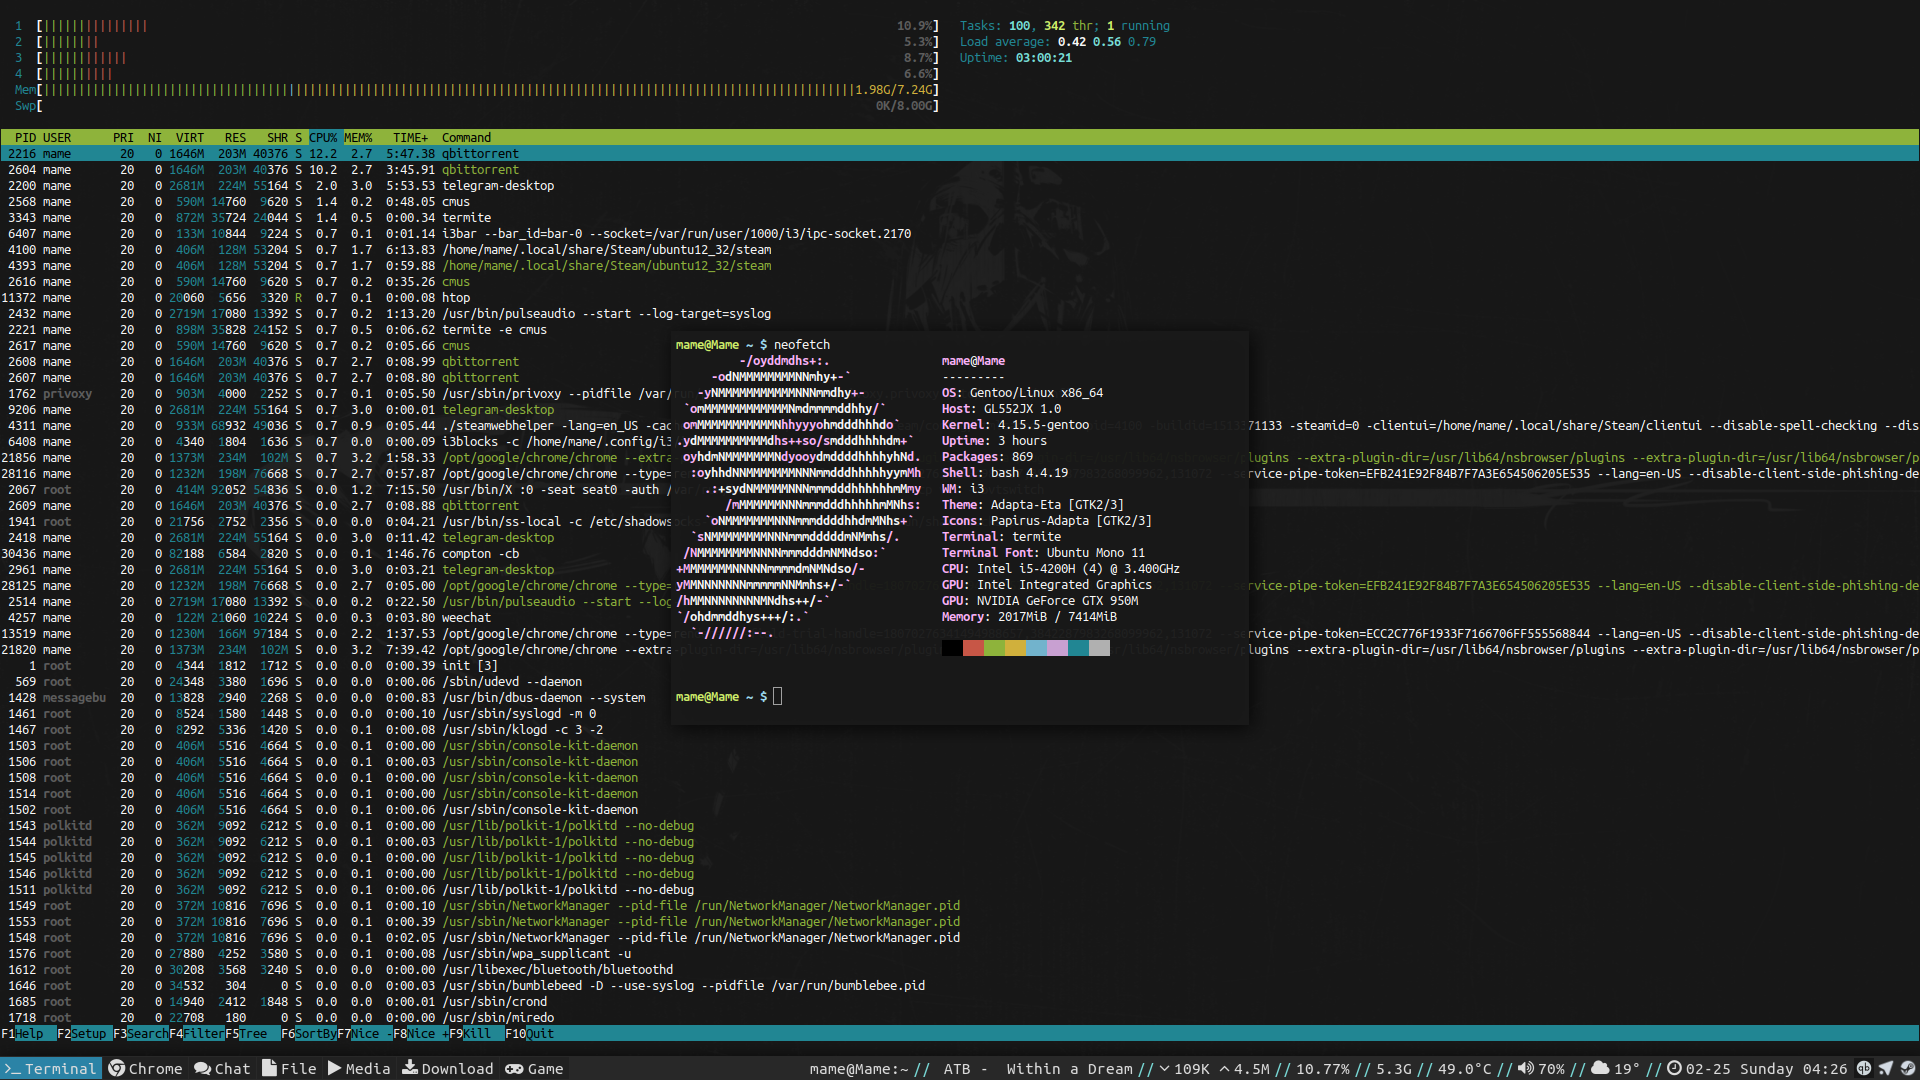 1 [||||||||||||||| 10.9%] Tasks: 100, 342 thr; 1 running
2 [|||||||| 5.3%] Load average: 0.42 0.56 0.79
3 [|||||||||||| 8.7%] Uptime: 03:00:21
4 [|||||||||| 6.6%]
Mem[||||||||||||||||||||||||||||||||||||||||||||||||||||||||||||||||||||||||||||||||||||||||||||||||||||||||||||||||||||1.98G/7.24G]
Swp[ 0K/8.00G]
PID USER PRI NI VIRT RES SHR S CPU% MEM% TIME+ Command
2216 mame 20 0 1646M 203M 40376 S 12.2 2.7 5:47.38 qbittorrent
2604 mame 20 0 1646M 203M 40376 S 10.2 2.7 3:45.91 qbittorrent
2200 mame 20 0 2681M 224M 55164 S 2.0 3.0 5:53.53 telegram-desktop
2568 mame 20 0 590M 14760 9620 S 1.4 0.2 0:48.05 cmus
3343 mame 20 0 872M 35724 24044 S 1.4 0.5 0:00.34 termite
6407 mame 20 0 133M 10844 9224 S 0.7 0.1 0:01.14 i3bar --bar_id=bar-0 --socket=/var/run/user/1000/i3/ipc-socket.2170
4100 mame 20 0 406M 128M 53204 S 0.7 1.7 6:13.83 /home/mame/.local/share/Steam/ubuntu12_32/steam
4393 mame 20 0 406M 128M 53204 S 0.7 1.7 0:59.88 /home/mame/.local/share/Steam/ubuntu12_32/steam
2616 mame 20 0 590M 14760 9620 S 0.7 0.2 0:35.26 cmus
11372 mame 20 0 20060 5656 3320 R 0.7 0.1 0:00.08 htop
2432 mame 20 0 2719M 17080 13392 S 0.7 0.2 1:13.20 /usr/bin/pulseaudio --start --log-target=syslog
2221 mame 20 0 898M 35828 24152 S 0.7 0.5 0:06.62 termite -e cmus
2617 mame 20 0 590M 14760 9620 S 0.7 0.2 0:05.66 cmus
2608 mame 20 0 1646M 203M 40376 S 0.7 2.7 0:08.99 qbittorrent
2607 mame 20 0 1646M 203M 40376 S 0.7 2.7 0:08.80 qbittorrent
1762 privoxy 20 0 903M 4000 2252 S 0.7 0.1 0:05.50 /usr/sbin/privoxy --pidfile /var/
9206 mame 20 0 2681M 224M 55164 S 0.7 3.0 0:00.01 telegram-desktop
4311 mame 20 0 933M 68932 49036 S 0.7 0.9 0:05.44 ./steamwebhelper -lang=en_US -cac 1133 -steamid=0 -clientui=/home/mame/.local/share/Steam/clientui --disable-spell-checking --dis
6408 mame 20 0 4340 1804 1636 S 0.7 0.0 0:00.09 i3blocks -c /home/mame/.config/i3
21856 mame 20 0 1373M 234M 102M S 0.7 3.2 1:58.33 /opt/google/chrome/chrome --extra plugins --extra-plugin-dir=/usr/lib64/nsbrowser/plugins --extra-plugin-dir=/usr/lib64/nsbrowser/p
28116 mame 20 0 1232M 198M 76668 S 0.7 2.7 0:57.87 /opt/google/chrome/chrome --type= service-pipe-token=EFB241E92F84B7F7A3E654506205E535 --lang=en-US --disable-client-side-phishing-de
2067 root 20 0 414M 92052 54836 S 0.0 1.2 7:15.50 /usr/bin/X :0 -seat seat0 -auth /
2609 mame 20 0 1646M 203M 40376 S 0.0 2.7 0:08.88 qbittorrent
1941 root 20 0 21756 2752 2356 S 0.0 0.0 0:04.21 /usr/bin/ss-local -c /etc/shadows
2418 mame 20 0 2681M 224M 55164 S 0.0 3.0 0:11.42 telegram-desktop
30436 mame 20 0 82188 6584 2820 S 0.0 0.1 1:46.76 compton -cb
2961 mame 20 0 2681M 224M 55164 S 0.0 3.0 0:03.21 telegram-desktop
28125 mame 20 0 1232M 198M 76668 S 0.0 2.7 0:05.00 /opt/google/chrome/chrome --type= service-pipe-token=EFB241E92F84B7F7A3E654506205E535 --lang=en-US --disable-client-side-phishing-de
2514 mame 20 0 2719M 17080 13392 S 0.0 0.2 0:22.50 /usr/bin/pulseaudio --start --log
4257 mame 20 0 122M 21060 10224 S 0.0 0.3 0:03.80 weechat
13519 mame 20 0 1230M 166M 97184 S 0.0 2.2 1:37.53 /opt/google/chrome/chrome --type= service-pipe-token=ECC2C776F1933F7166706FF555568844 --lang=en-US --disable-client-side-phishing-de
21820 mame 20 0 1373M 234M 102M S 0.0 3.2 7:39.42 /opt/google/chrome/chrome --extra-plugin-dir=/usr/lib64/nsbrowser/plugins --extra-plugin-dir=/usr/lib64/nsbrowser/plugins --extra-plugin-dir=/usr/lib64/nsbrowser/p
1 root 20 0 4344 1812 1712 S 0.0 0.0 0:00.39 init [3]
569 root 20 0 24348 3380 1696 S 0.0 0.0 0:00.06 /sbin/udevd --daemon
1428 messagebu 20 0 13828 2940 2268 S 0.0 0.0 0:00.83 /usr/bin/dbus-daemon --system
1461 root 20 0 8524 1580 1448 S 0.0 0.0 0:00.10 /usr/sbin/syslogd -m 0
1467 root 20 0 8292 5336 1420 S 0.0 0.1 0:00.08 /usr/sbin/klogd -c 3 -2
1503 root 20 0 406M 5516 4664 S 0.0 0.1 0:00.00 /usr/sbin/console-kit-daemon
1506 root 20 0 406M 5516 4664 S 0.0 0.1 0:00.03 /usr/sbin/console-kit-daemon
1508 root 20 0 406M 5516 4664 S 0.0 0.1 0:00.00 /usr/sbin/console-kit-daemon
1514 root 20 0 406M 5516 4664 S 0.0 0.1 0:00.00 /usr/sbin/console-kit-daemon
1502 root 20 0 406M 5516 4664 S 0.0 0.1 0:00.06 /usr/sbin/console-kit-daemon
1543 polkitd 20 0 362M 9092 6212 S 0.0 0.1 0:00.00 /usr/lib/polkit-1/polkitd --no-debug
1544 polkitd 20 0 362M 9092 6212 S 0.0 0.1 0:00.03 /usr/lib/polkit-1/polkitd --no-debug
1545 polkitd 20 0 362M 9092 6212 S 0.0 0.1 0:00.00 /usr/lib/polkit-1/polkitd --no-debug
1546 polkitd 20 0 362M 9092 6212 S 0.0 0.1 0:00.00 /usr/lib/polkit-1/polkitd --no-debug
1511 polkitd 20 0 362M 9092 6212 S 0.0 0.1 0:00.06 /usr/lib/polkit-1/polkitd --no-debug
1549 root 20 0 372M 10816 7696 S 0.0 0.1 0:00.10 /usr/sbin/NetworkManager --pid-file /run/NetworkManager/NetworkManager.pid
1553 root 20 0 372M 10816 7696 S 0.0 0.1 0:00.39 /usr/sbin/NetworkManager --pid-file /run/NetworkManager/NetworkManager.pid
1548 root 20 0 372M 10816 7696 S 0.0 0.1 0:02.05 /usr/sbin/NetworkManager --pid-file /run/NetworkManager/NetworkManager.pid
1576 root 20 0 27880 4252 3580 S 0.0 0.1 0:00.08 /usr/sbin/wpa_supplicant -u
1612 root 20 0 30208 3568 3240 S 0.0 0.0 0:00.00 /usr/libexec/bluetooth/bluetoothd
1646 root 20 0 34532 304 0 S 0.0 0.0 0:00.03 /usr/sbin/bumblebeed -D --use-syslog --pidfile /var/run/bumblebee.pid
1685 root 20 0 14940 2412 1848 S 0.0 0.0 0:00.01 /usr/sbin/crond
1718 root 20 0 22708 180 0 S 0.0 0.0 0:00.00 /usr/sbin/miredo
F1Help F2Setup F3SearchF4FilterF5Tree F6SortByF7Nice -F8Nice +F9Kill F10Quit
mame@Mame ~ $ neofetch
-/oyddmdhs+:.
-odNMMMMMMMMNNmhy+-`
-yNMMMMMMMMMMMNNNmmdhy+-
`omMMMMMMMMMMMMNmdmmmmddhhy/`
omMMMMMMMMMMMNhhyyyohmdddhhhdo`
.ydMMMMMMMMMMdhs++so/smdddhhhhdm+`
oyhdmNMMMMMMMNdyooydmddddhhhhyhNd.
:oyhhdNNMMMMMMMNNNmmdddhhhhhyymMh
.:+sydNMMMMMNNNmmmdddhhhhhhmMmy
/mMMMMMMNNNmmmdddhhhhhmMNhs:
`oNMMMMMMMNNNmmmddddhhdmMNhs+`
`sNMMMMMMMMNNNmmmdddddmNMmhs/.
/NMMMMMMMMNNNNmmmdddmNMNdso:`
+MMMMMMMNNNNNmmmmdmNMNdso/-
yMMNNNNNNNmmmmmNNMmhs+/-`
/hMMNNNNNNNNMNdhs++/-`
`/ohdmmddhys+++/:.`
`-//////:--.
mame@Mame
---------
OS: Gentoo/Linux x86_64
Host: GL552JX 1.0
Kernel: 4.15.5-gentoo
Uptime: 3 hours
Packages: 869
Shell: bash 4.4.19
WM: i3
Theme: Adapta-Eta [GTK2/3]
Icons: Papirus-Adapta [GTK2/3]
Terminal: termite
Terminal Font: Ubuntu Mono 11
CPU: Intel i5-4200H (4) @ 3.400GHz
GPU: Intel Integrated Graphics
GPU: NVIDIA GeForce GTX 950M
Memory: 2017MiB / 7414MiB
mame@Mame ~ $
>_Terminal Chrome Chat File Media Download Game mame@Mame:~ // ATB - Within a Dream // 109K 4.5M // 10.77% // 5.3G // 49.0°C // 70% // 19° // 02-25 Sunday 04:26 qb